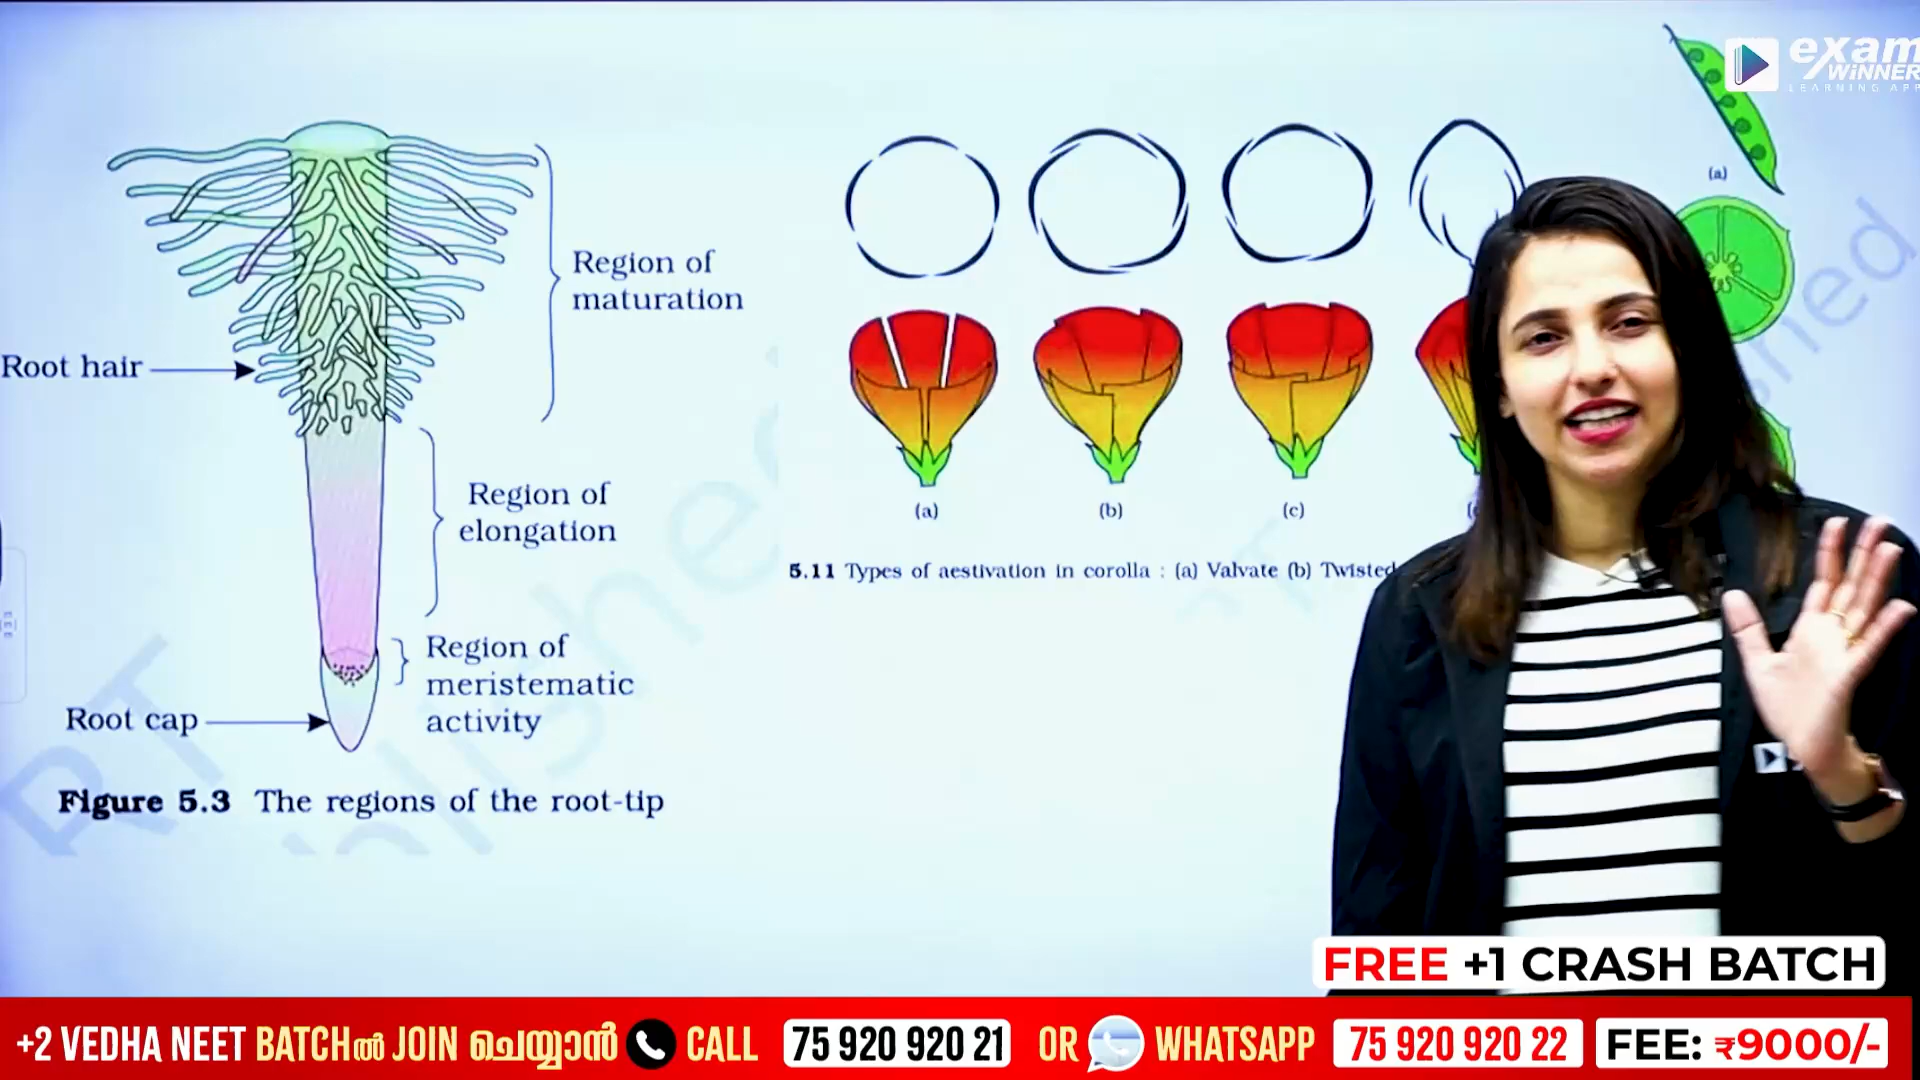 exam
WiNNER
LEARNING APP
(a)
Region of
maturation
Root hair
Region of
elongation
(a)
(b)
(c)
5.11 Types of aestivation in corolla : (a) Valvate (b) Twisted
Region of
meristematic
activity
Root cap
Figure 5.3 The regions of the root-tip
FREE +1 CRASH BATCH
+2 VEDHA NEET BATCHൽ JOIN ചെയ്യാൻ CALL 75 920 920 21 OR WHATSAPP 75 920 920 22 FEE: ₹9000/-